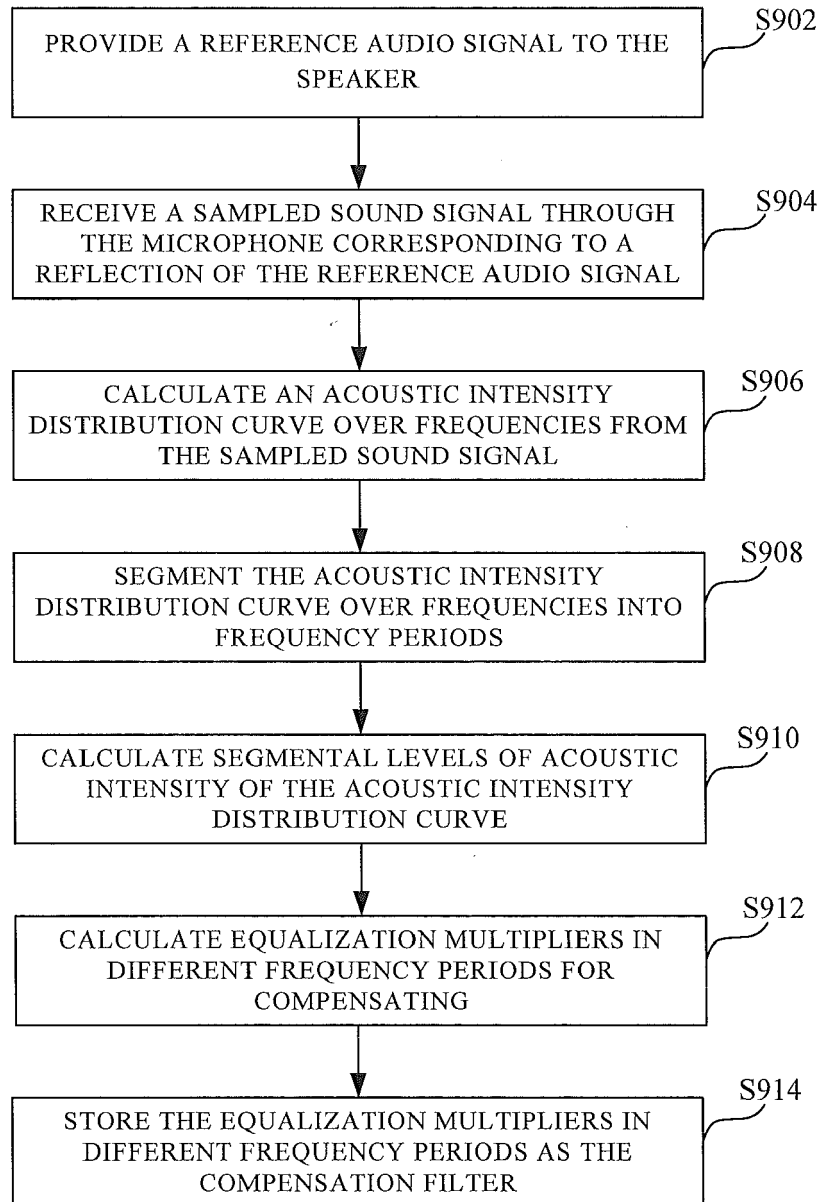 S902
PROVIDE A REFERENCE AUDIO SIGNAL TO THE
SPEAKER
S904
RECEIVE A SAMPLED SOUND SIGNAL THROUGH
THE MICROPHONE CORRESPONDING TO A
REFLECTION OF THE REFERENCE AUDIO SIGNAL
S906
CALCULATE AN ACOUSTIC INTENSITY
DISTRIBUTION CURVE OVER FREQUENCIES FROM
THE SAMPLED SOUND SIGNAL
S908
SEGMENT THE ACOUSTIC INTENSITY
DISTRIBUTION CURVE OVER FREQUENCIES INTO
FREQUENCY PERIODS
S910
CALCULATE SEGMENTAL LEVELS OF ACOUSTIC
INTENSITY OF THE ACOUSTIC INTENSITY
DISTRIBUTION CURVE
S912
CALCULATE EQUALIZATION MULTIPLIERS IN
DIFFERENT FREQUENCY PERIODS FOR
COMPENSATING
S914
STORE THE EQUALIZATION MULTIPLIERS IN
DIFFERENT FREQUENCY PERIODS AS THE
COMPENSATION FILTER